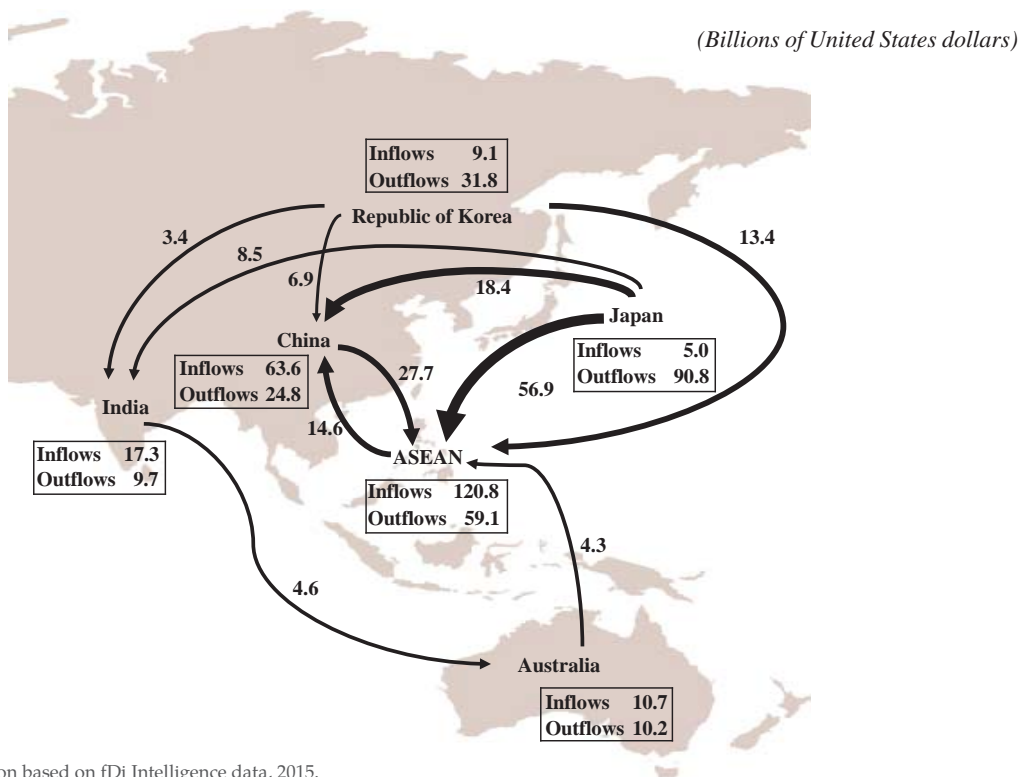 (Billions of United States dollars)
Inflows 9.1
Outflows 31.8
Republic of Korea
3.4
8.5
6.9
13.4
18.4
Japan
Inflows 5.0
Outflows 90.8
China
Inflows 63.6
Outflows 24.8
27.7
56.9
India
14.6
Inflows 17.3
Outflows 9.7
ASEAN
Inflows 120.8
Outflows 59.1
4.3
4.6
Australia
Inflows 10.7
Outflows 10.2
on based on fDi Intelligence data, 2015.